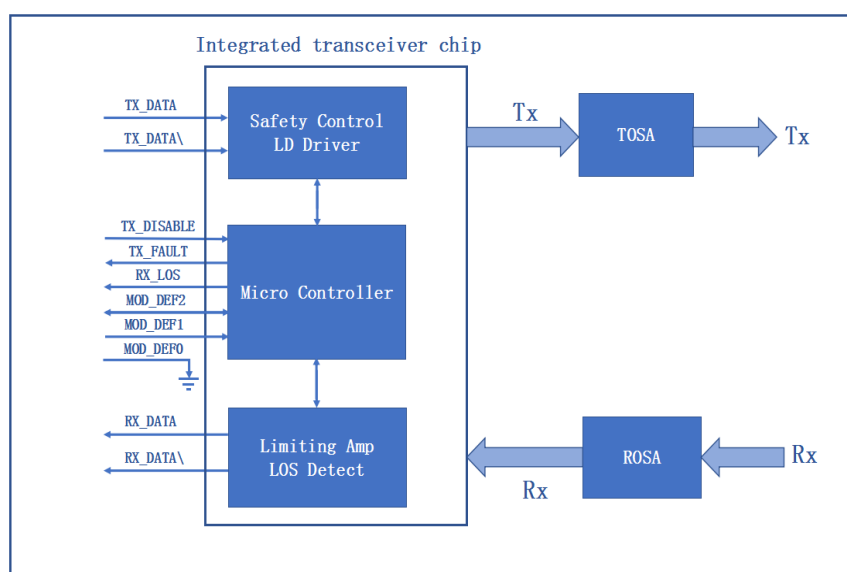 Integrated transceiver chip
TX_DATA
TX_DATA\
Safety Control
LD Driver
Tx
TOSA
Tx
TX_DISABLE
TX_FAULT
RX_LOS
MOD_DEF2
MOD_DEF1
MOD_DEF0
Micro Controller
RX_DATA
RX_DATA\
Limiting Amp
LOS Detect
Rx
ROSA
Rx